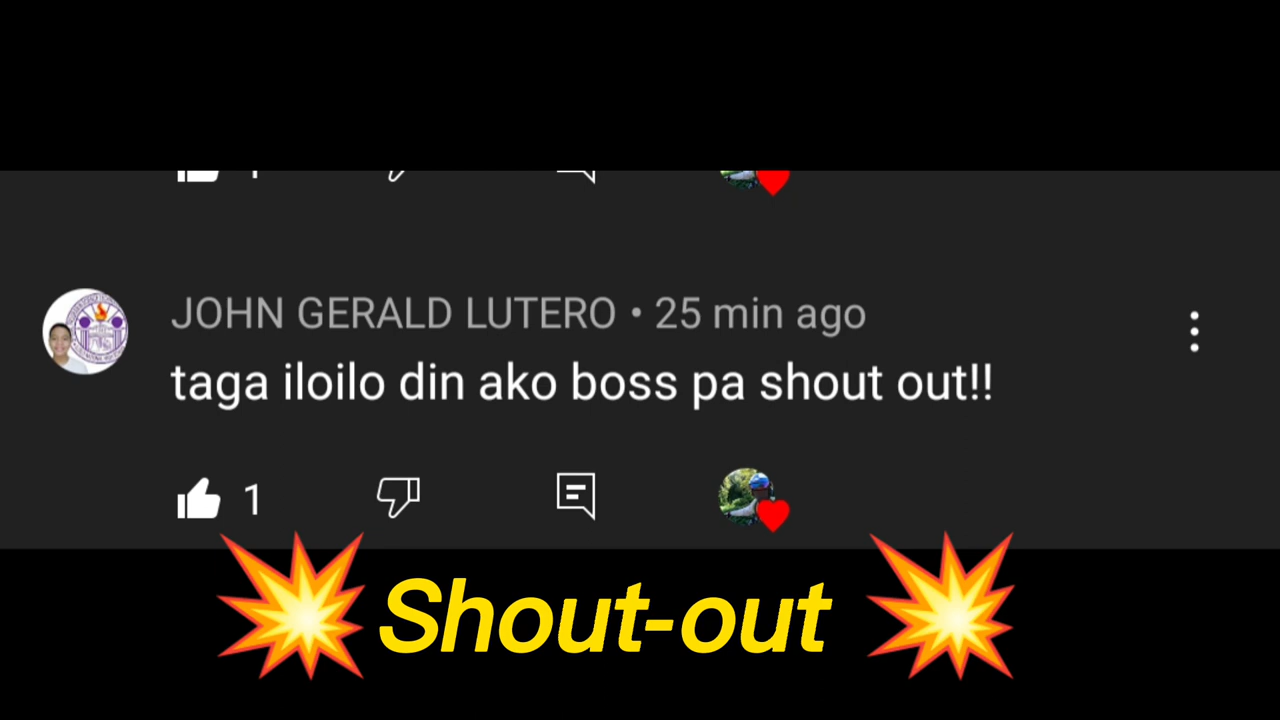 JOHN GERALD LUTERO • 25 min ago
taga iloilo din ako boss pa shout out!!
1
Shout-out